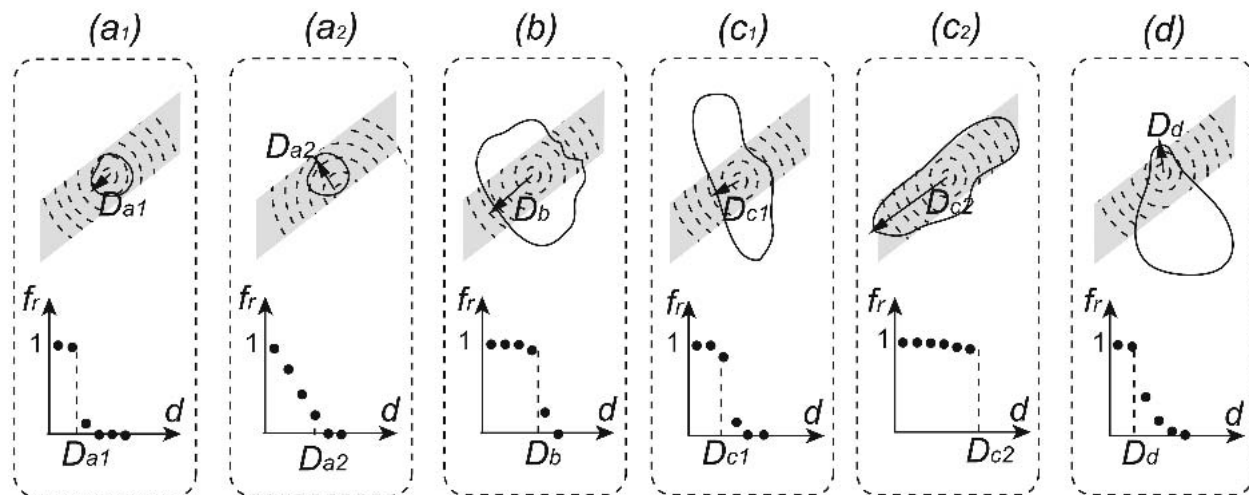 (a1) (a2) (b) (c1) (c2) (d)
Da1 Da2 Db Dc1 Dc2 Dd
fr fr fr fr fr fr
1 1 1 1 1 1
d d d d d d
Da1 Da2 Db Dc1 Dc2 Dd